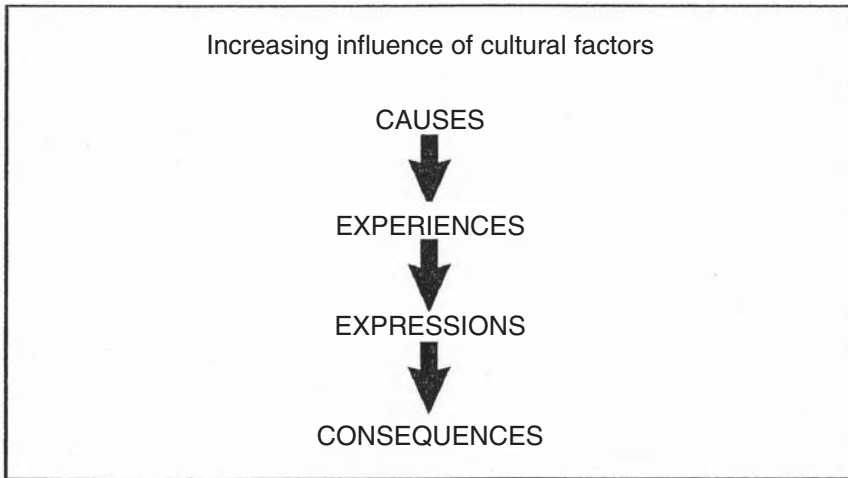 Increasing influence of cultural factors
CAUSES
EXPERIENCES
EXPRESSIONS
CONSEQUENCES